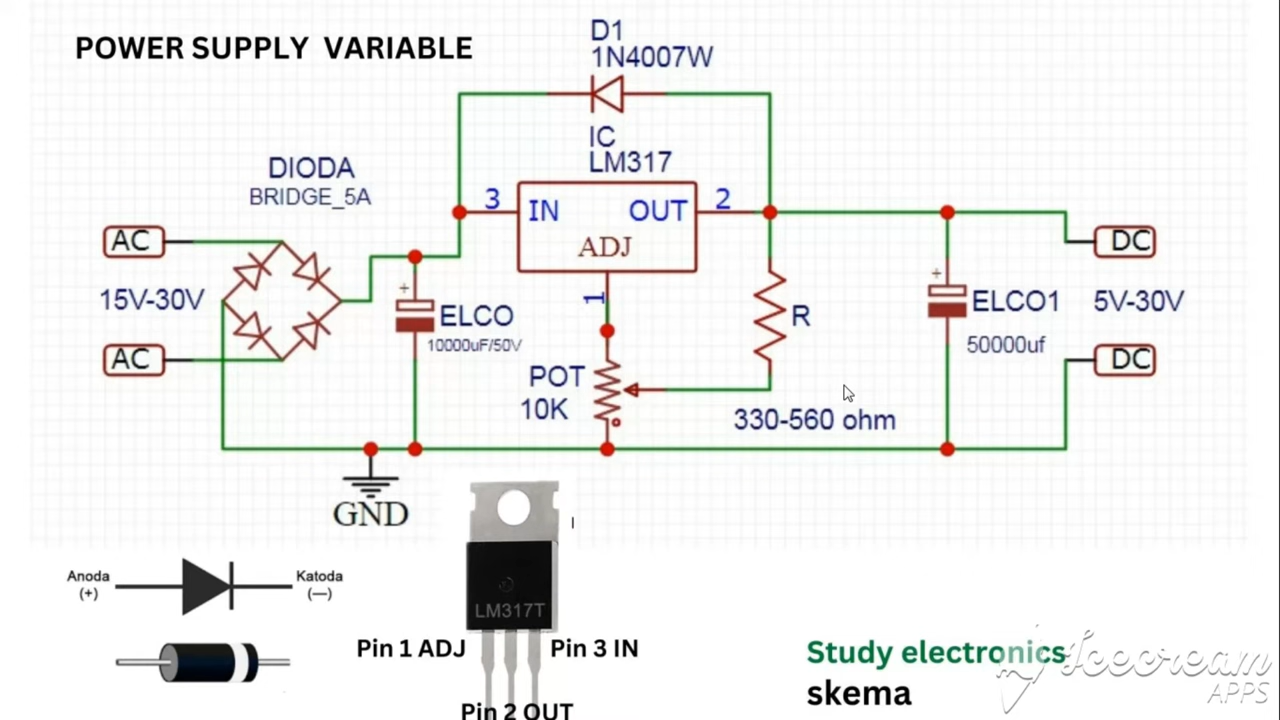 POWER SUPPLY VARIABLE
D1
1N4007W
IC
LM317
DIODA
BRIDGE_5A
3
IN
OUT
2
ADJ
1
AC
15V-30V
AC
+
ELCO
10000uF/50V
POT
10K
R
330-560 ohm
+
ELCO1
50000uf
DC
5V-30V
DC
GND
Anoda
(+)
Katoda
(—)
LM317T
Pin 1 ADJ
Pin 3 IN
Pin 2 OUT
Study electronics
skema
Icecream
APPS